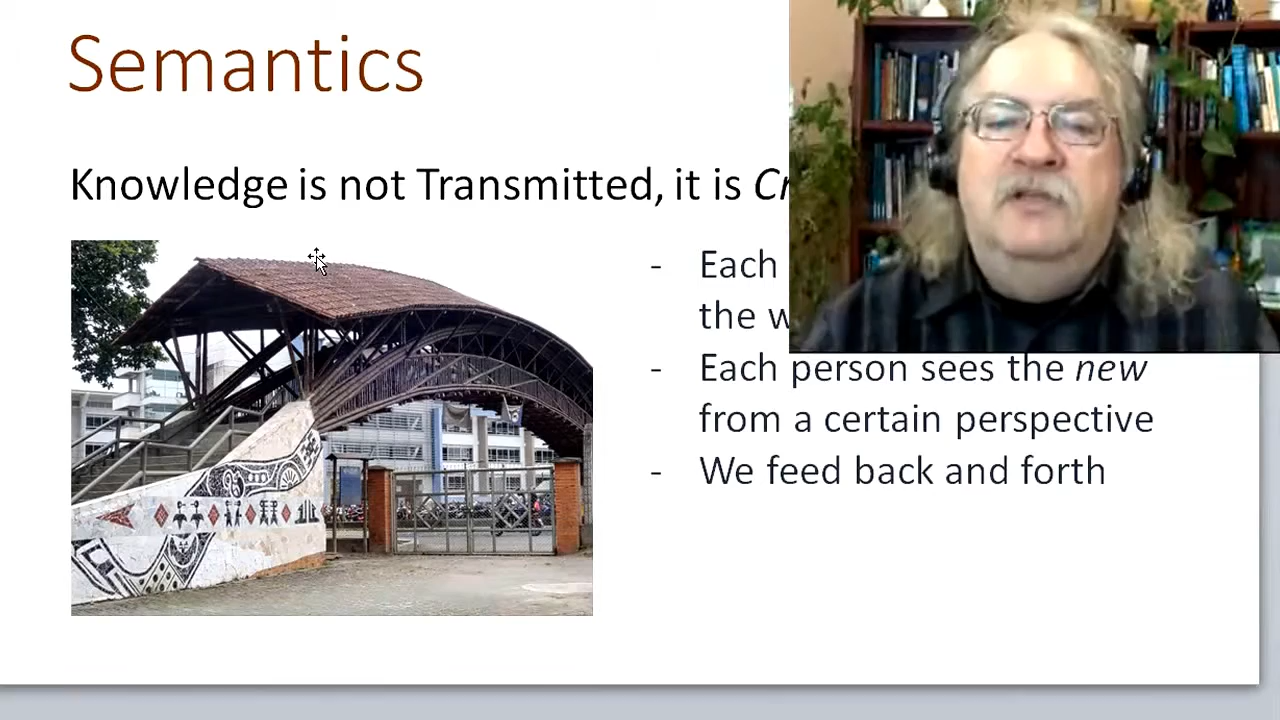 Semantics
Knowledge is not Transmitted, it is
- Each
the
- Each person sees the new
from a certain perspective
- We feed back and forth